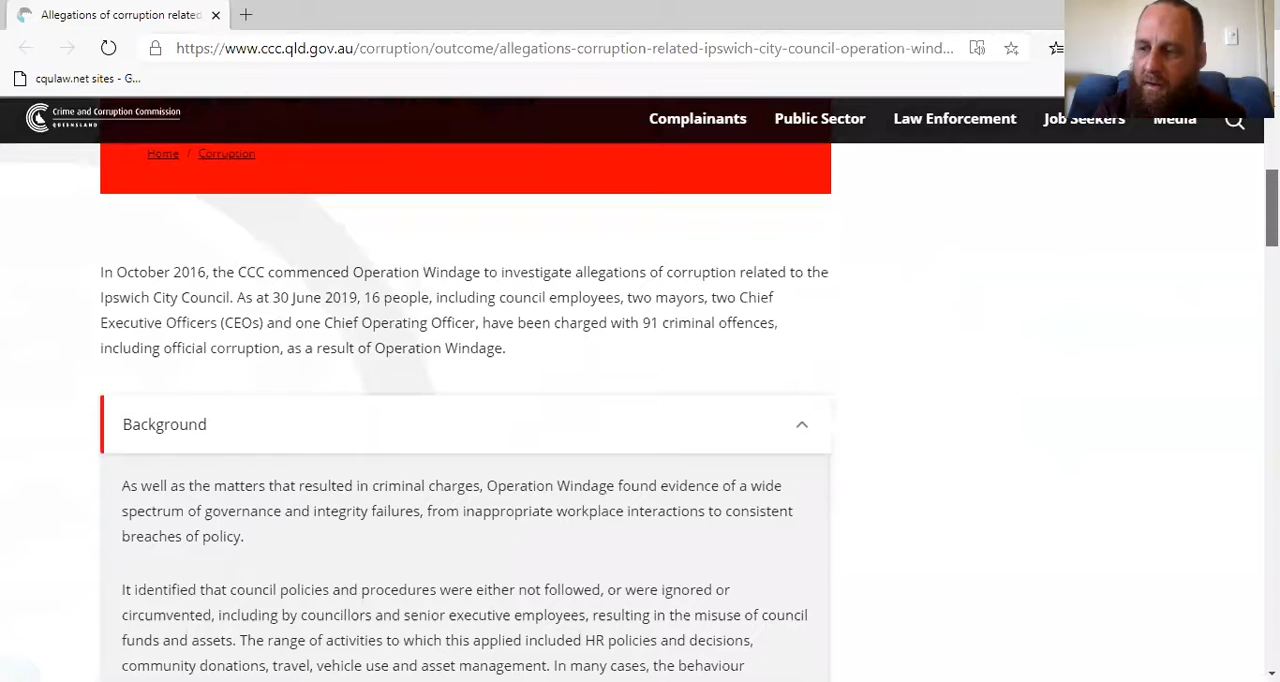 Allegations of corruption related
https://www.ccc.qld.gov.au/corruption/outcome/allegations-corruption-related-ipswich-city-council-operation-wind...
cqulaw.net sites - G...
Crime and Corruption Commission
QUEENSLAND
Complainants Public Sector Law Enforcement Job Seekers Media
Home / Corruption
In October 2016, the CCC commenced Operation Windage to investigate allegations of corruption related to the
Ipswich City Council. As at 30 June 2019, 16 people, including council employees, two mayors, two Chief
Executive Officers (CEOs) and one Chief Operating Officer, have been charged with 91 criminal offences,
including official corruption, as a result of Operation Windage.
Background
As well as the matters that resulted in criminal charges, Operation Windage found evidence of a wide
spectrum of governance and integrity failures, from inappropriate workplace interactions to consistent
breaches of policy.
It identified that council policies and procedures were either not followed, or were ignored or
circumvented, including by councillors and senior executive employees, resulting in the misuse of council
funds and assets. The range of activities to which this applied included HR policies and decisions,
community donations, travel, vehicle use and asset management. In many cases, the behaviour